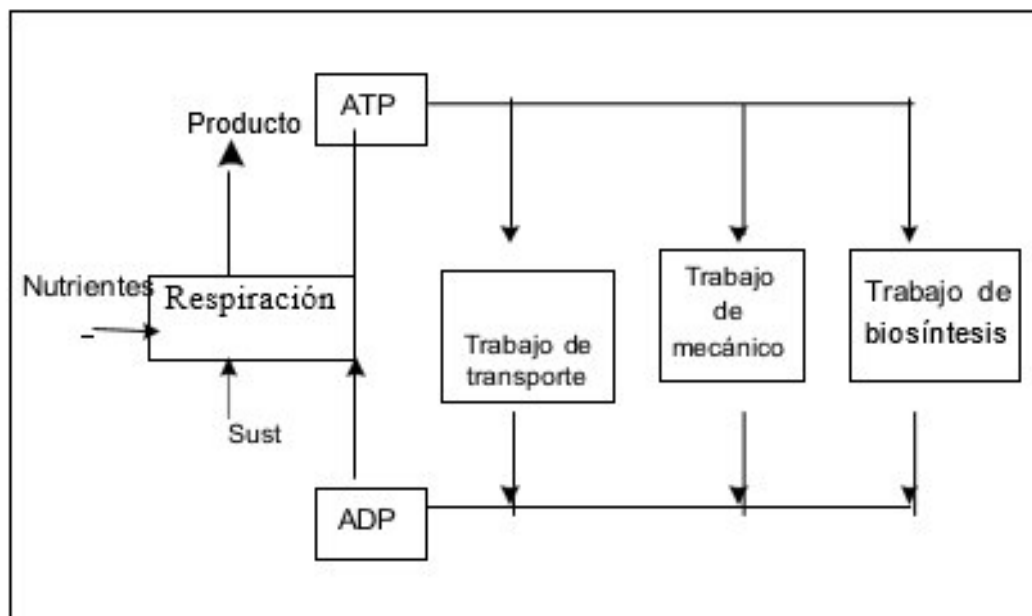 ATP
Producto
Nutrientes
Respiración
Trabajo de
transporte
Trabajo
de
mecánico
Trabajo de
biosíntesis
Sust
ADP